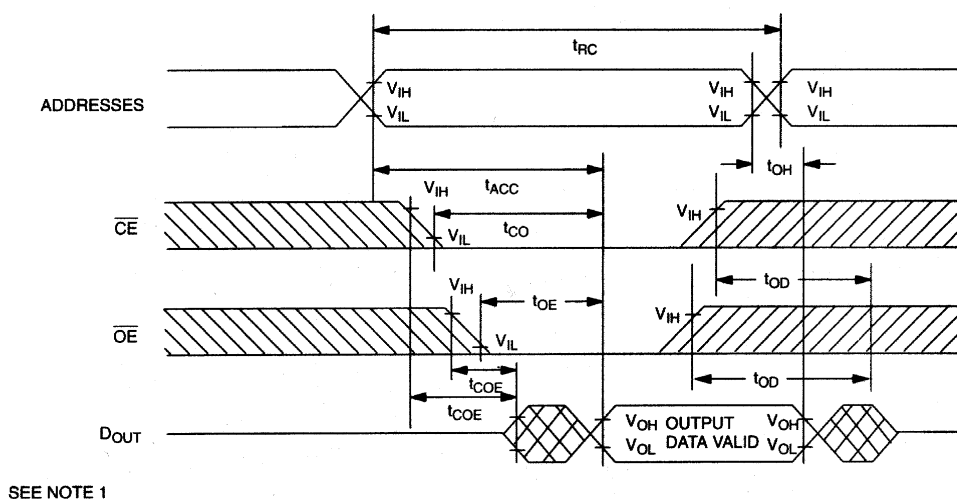 tRC
ADDRESSES
VIH
VIL
VIH
VIL
VIH
VIL
tOH
tACC
CE
VIH
VIL
tCO
VIH
tOD
OE
VIH
VIL
tOE
VIH
tOD
tCOE
tCOE
DOUT
VOH OUTPUT VOH
VOL DATA VALID VOL
SEE NOTE 1